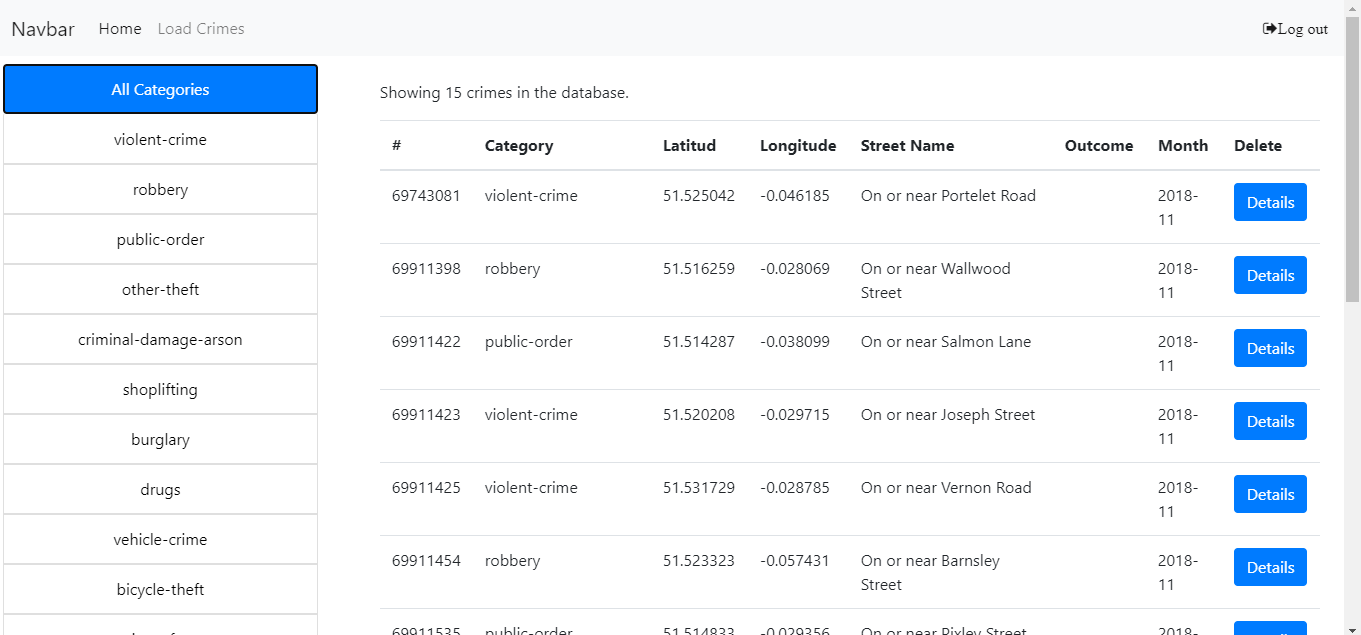 Navbar Home Load Crimes Log out
All Categories
violent-crime
robbery
public-order
other-theft
criminal-damage-arson
shoplifting
burglary
drugs
vehicle-crime
bicycle-theft
Showing 15 crimes in the database.
# Category Latitud Longitude Street Name Outcome Month Delete
69743081 violent-crime 51.525042 -0.046185 On or near Portelet Road 2018- Details
11
69911398 robbery 51.516259 -0.028069 On or near Wallwood 2018- Details
Street 11
69911422 public-order 51.514287 -0.038099 On or near Salmon Lane 2018- Details
11
69911423 violent-crime 51.520208 -0.029715 On or near Joseph Street 2018- Details
11
69911425 violent-crime 51.531729 -0.028785 On or near Vernon Road 2018- Details
11
69911454 robbery 51.523323 -0.057431 On or near Barnsley 2018- Details
Street 11
69911535 public-order 51.514833 -0.029356 On or near Pixley Street 2018-